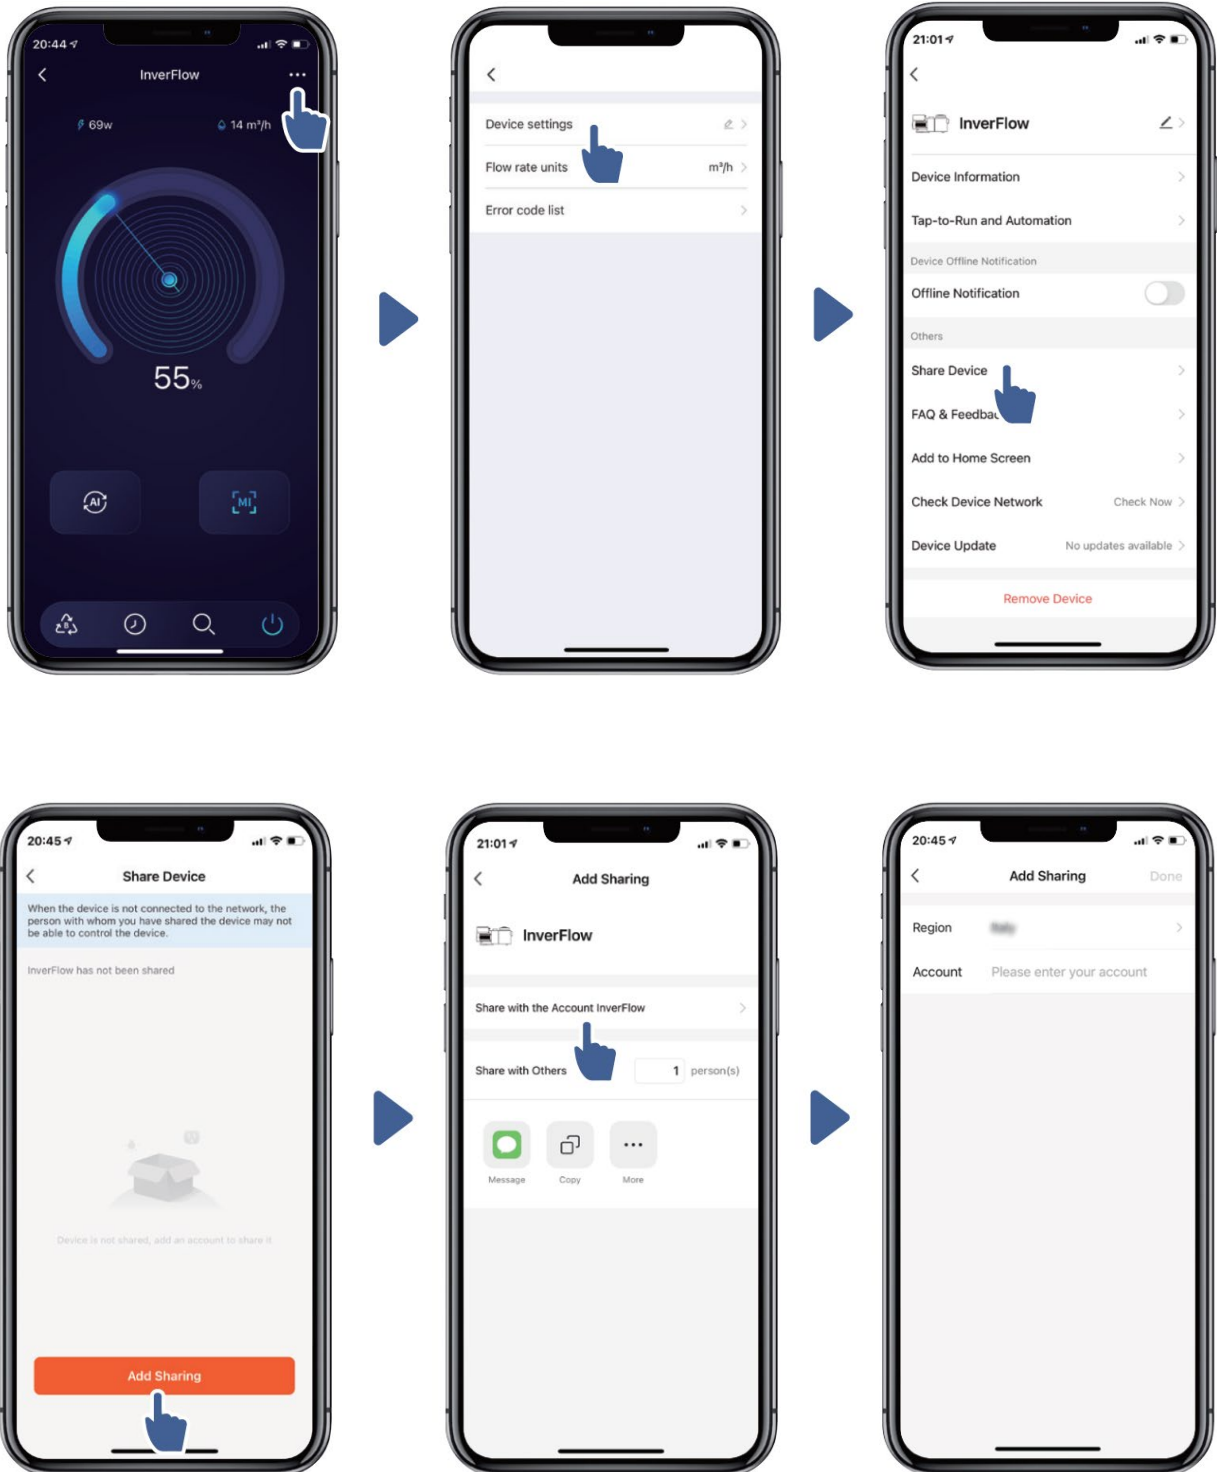 20:44
InverFlow
69w
14 m³/h
55%
AI
MI
B
Device settings
Flow rate units m³/h
Error code list
21:01
InverFlow
Device Information
Tap-to-Run and Automation
Device Offline Notification
Offline Notification
Others
Share Device
FAQ & Feedbac
Add to Home Screen
Check Device Network Check Now
Device Update No updates available
Remove Device
20:45
Share Device
When the device is not connected to the network, the
person with whom you have shared the device may not
be able to control the device.
InverFlow has not been shared
Device is not shared, add an account to share it
Add Sharing
21:01
Add Sharing
InverFlow
Share with the Account InverFlow
Share with Others 1 person(s)
Message Copy More
20:45
Add Sharing Done
Region
Account Please enter your account